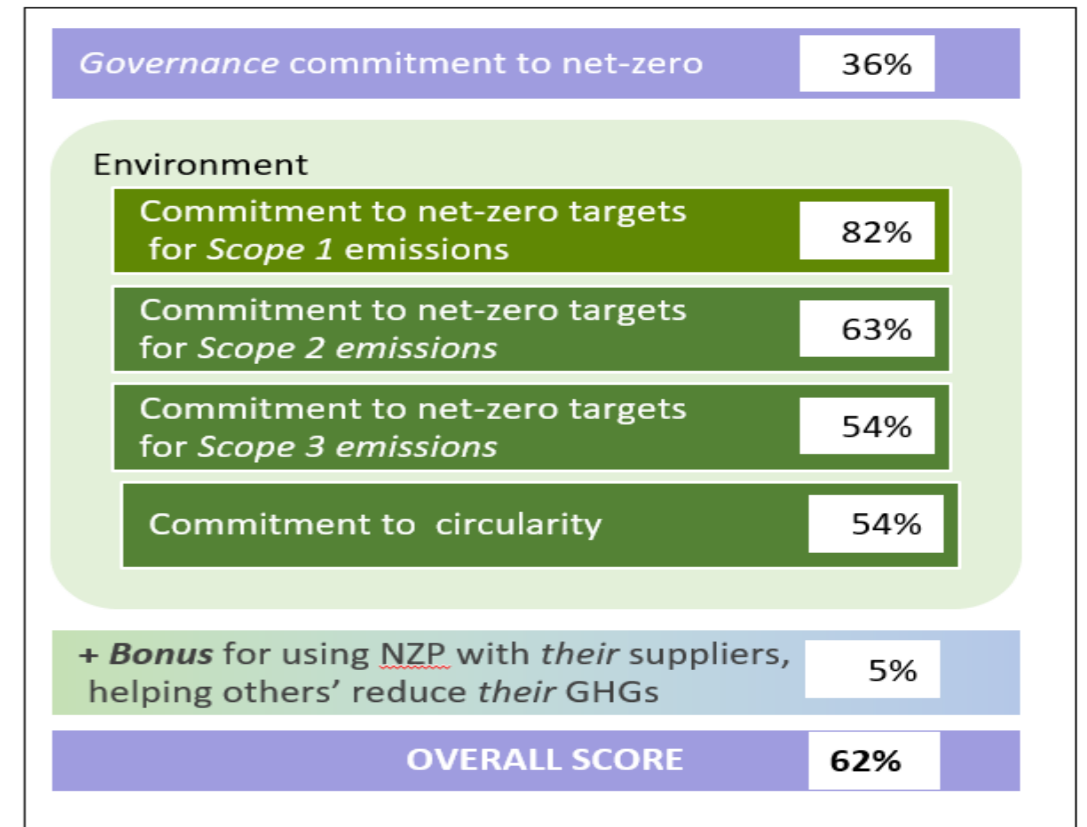 Governance commitment to net-zero 36%
Environment
Commitment to net-zero targets
for Scope 1 emissions 82%
Commitment to net-zero targets
for Scope 2 emissions 63%
Commitment to net-zero targets
for Scope 3 emissions 54%
Commitment to circularity 54%
+ Bonus for using NZP with their suppliers,
helping others’ reduce their GHGs 5%
OVERALL SCORE 62%